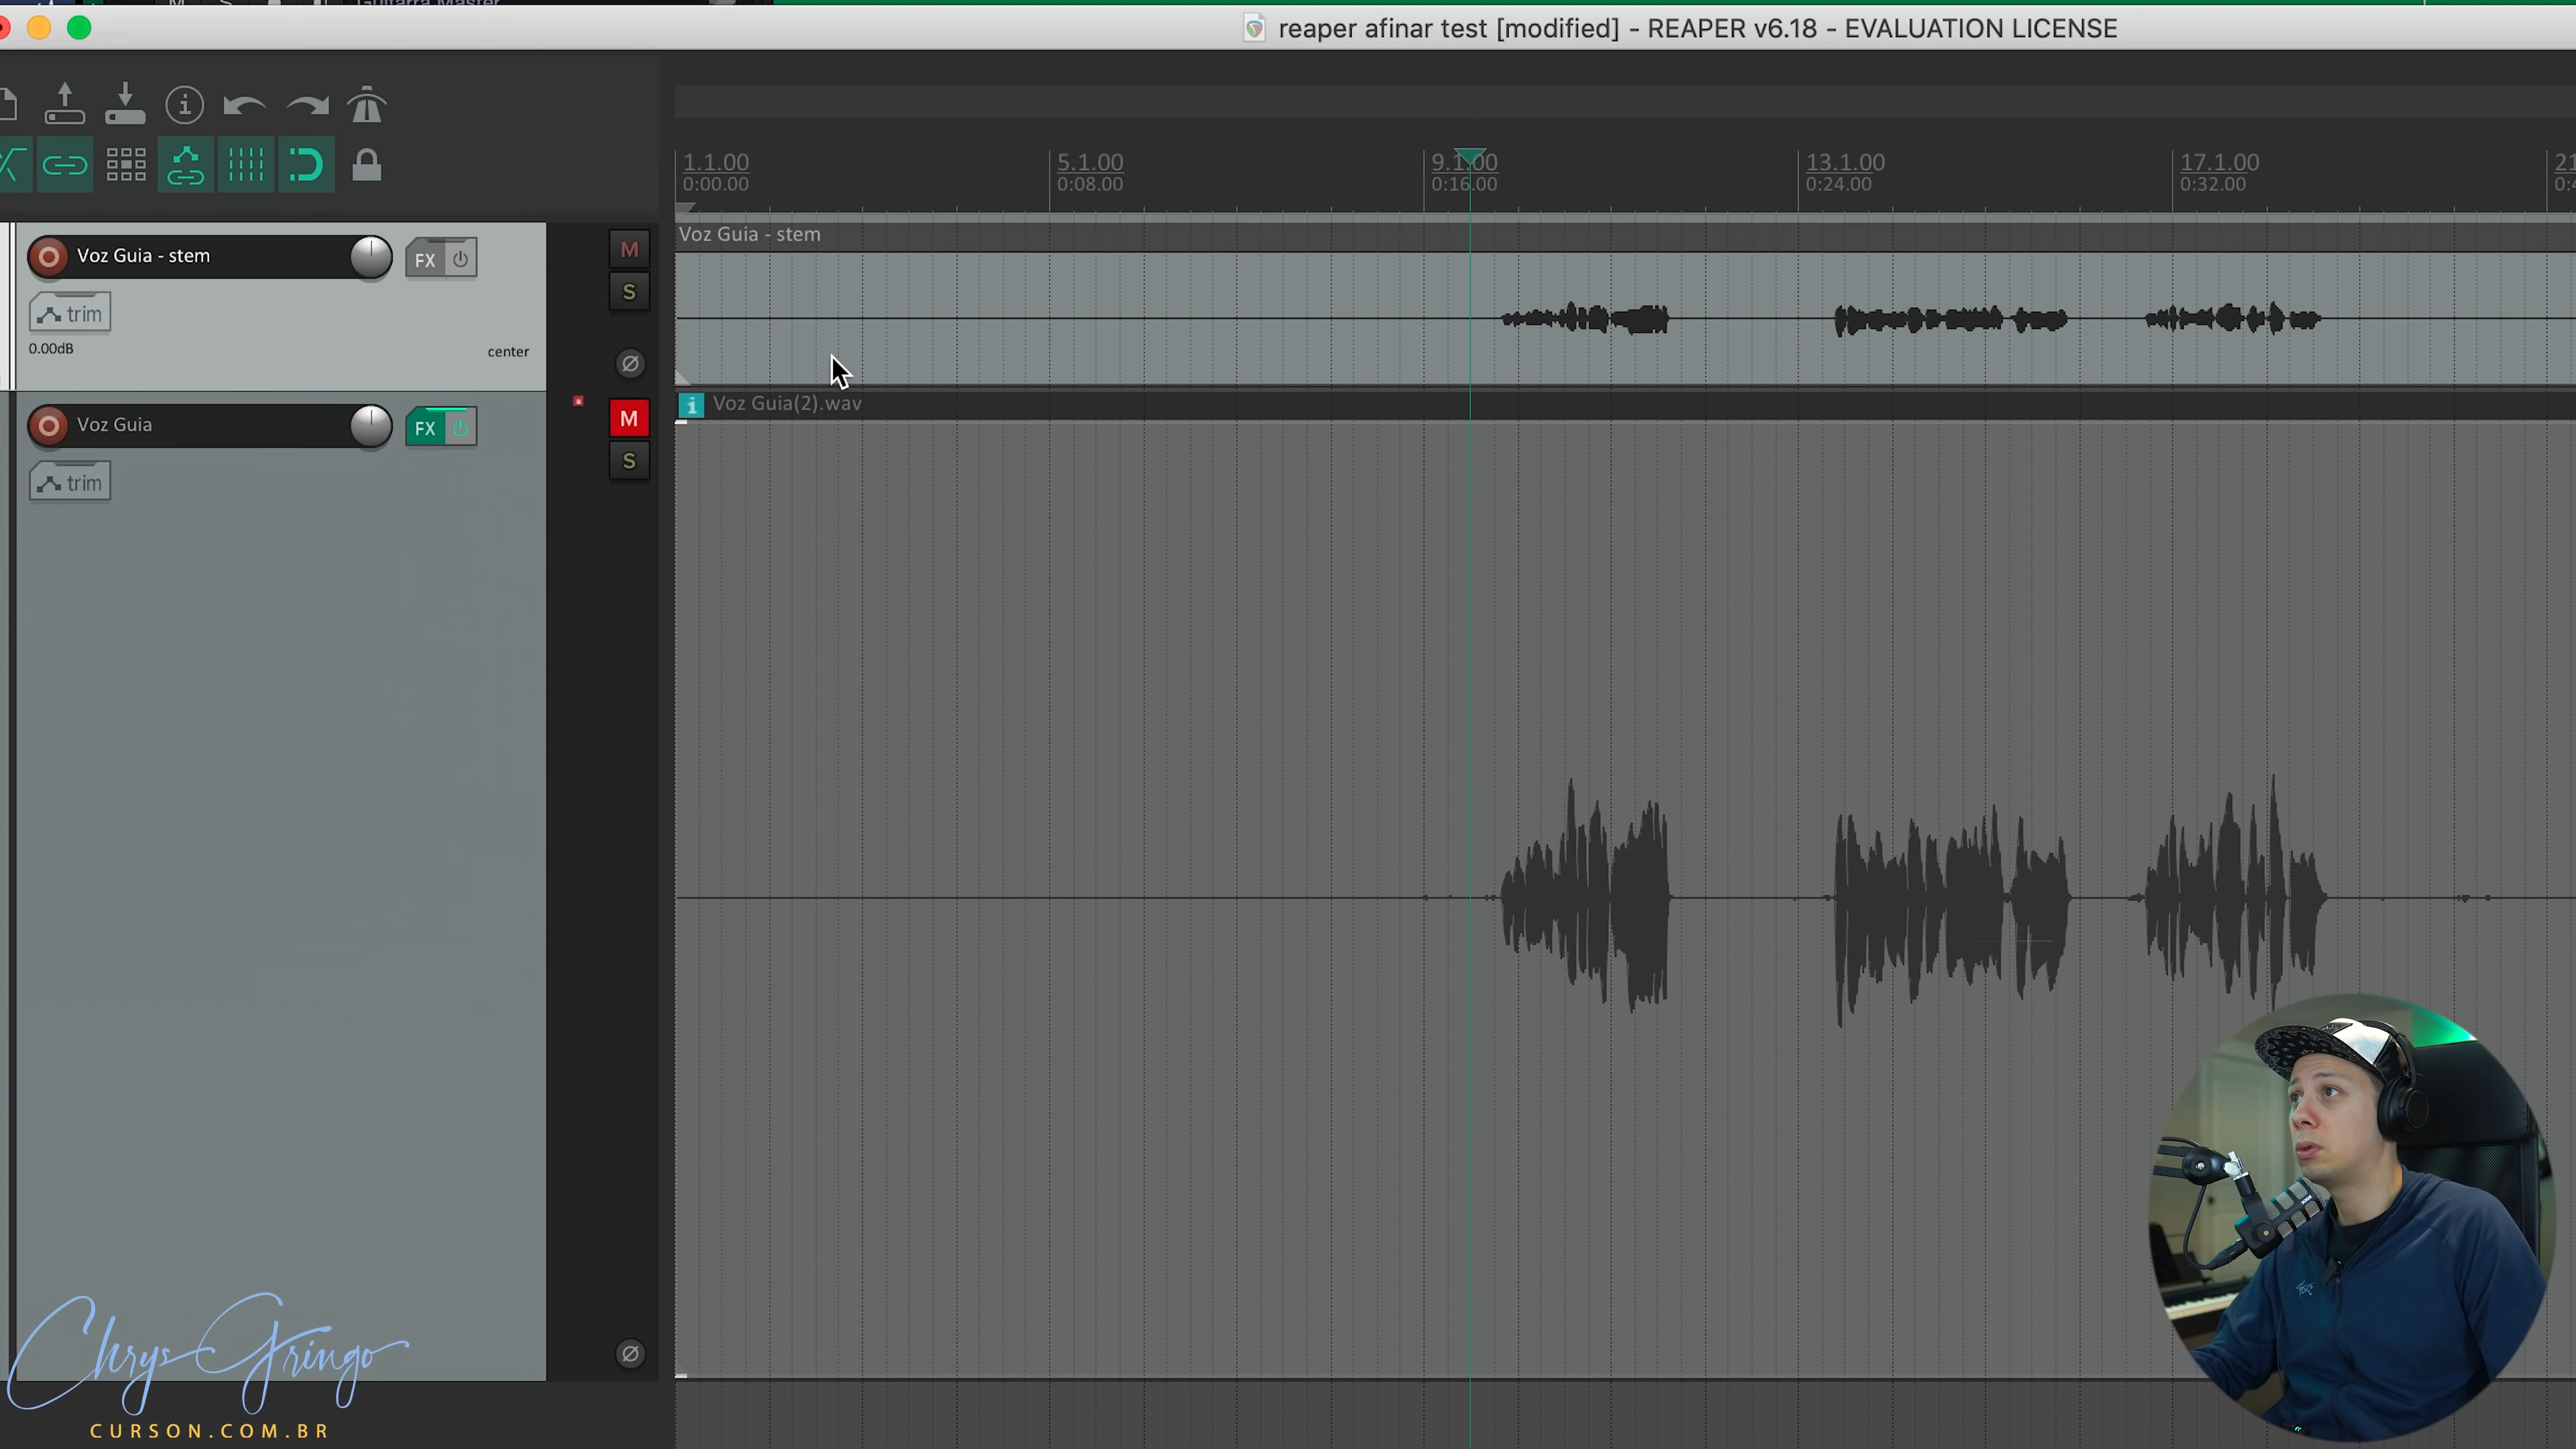 reaper afinar test [modified] - REAPER v6.18 - EVALUATION LICENSE
1.1.00 5.1.00 9.1.00 13.1.00 17.1.00 21
0:00.00 0:08.00 0:16.00 0:24.00 0:32.00
Voz Guia - stem
Voz Guia - stem
FX
M
S
trim
0.00dB
center
Voz Guia(2).wav
Voz Guia
FX
M
S
trim
Chrys Gringo
CURSON.COM.BR